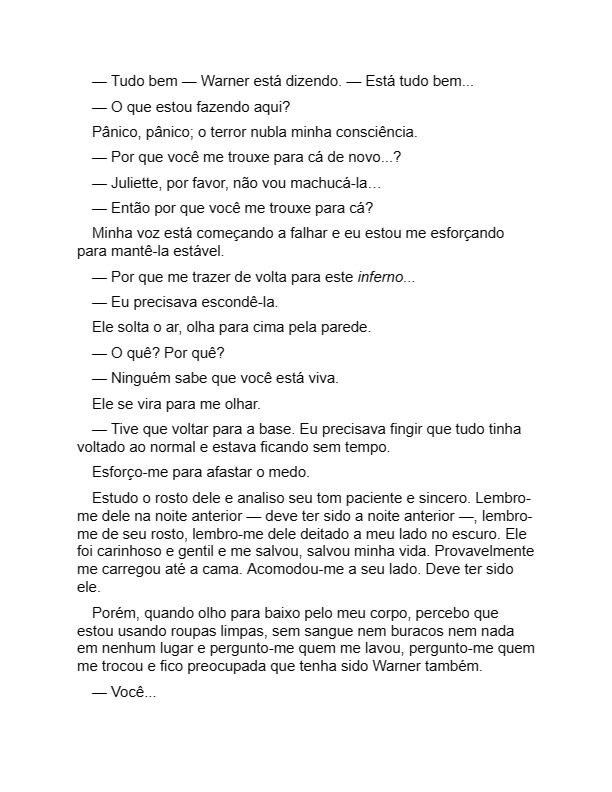 — Tudo bem — Warner está dizendo. — Está tudo bem...
— O que estou fazendo aqui?
Pânico, pânico; o terror nubla minha consciência.
— Por que você me trouxe para cá de novo...?
— Juliette, por favor, não vou machucá-la…
— Então por que você me trouxe para cá?
Minha voz está começando a falhar e eu estou me esforçando
para mantê-la estável.
— Por que me trazer de volta para este inferno...
— Eu precisava escondê-la.
Ele solta o ar, olha para cima pela parede.
— O quê? Por quê?
— Ninguém sabe que você está viva.
Ele se vira para me olhar.
— Tive que voltar para a base. Eu precisava fingir que tudo tinha
voltado ao normal e estava ficando sem tempo.
Esforço-me para afastar o medo.
Estudo o rosto dele e analiso seu tom paciente e sincero. Lembro-
me dele na noite anterior — deve ter sido a noite anterior —, lembro-
me de seu rosto, lembro-me dele deitado a meu lado no escuro. Ele
foi carinhoso e gentil e me salvou, salvou minha vida. Provavelmente
me carregou até a cama. Acomodou-me a seu lado. Deve ter sido
ele.
Porém, quando olho para baixo pelo meu corpo, percebo que
estou usando roupas limpas, sem sangue nem buracos nem nada
em nenhum lugar e pergunto-me quem me lavou, pergunto-me quem
me trocou e fico preocupada que tenha sido Warner também.
— Você...